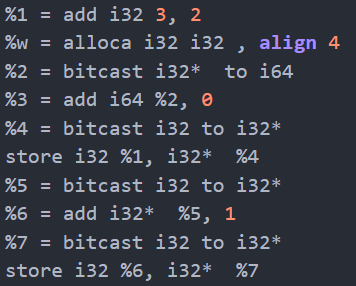 %1 = add i32 3, 2
%w = alloca i32 i32 , align 4
%2 = bitcast i32*  to i64
%3 = add i64 %2, 0
%4 = bitcast i32 to i32*
store i32 %1, i32*  %4
%5 = bitcast i32 to i32*
%6 = add i32*  %5, 1
%7 = bitcast i32 to i32*
store i32 %6, i32*  %7